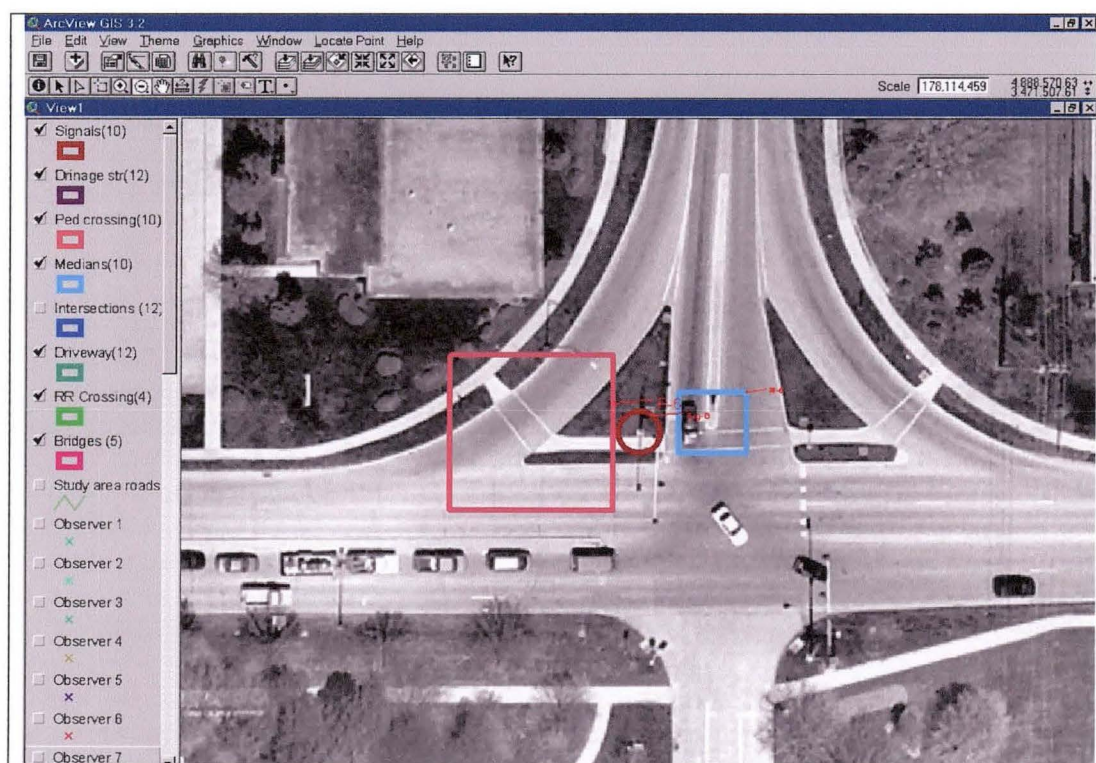 ArcView GIS 3.2
File Edit View Theme Graphics Window Locate Point Help
Scale 178,114.459
4,888,570.63
3,471,507.61
View1
Signals(10)
Drinage str(12)
Ped crossing(10)
Medians(10)
Intersections (12)
Driveway(12)
RR Crossing(4)
Bridges (5)
Study area roads
Observer 1
Observer 2
Observer 3
Observer 4
Observer 5
Observer 6
Observer 7